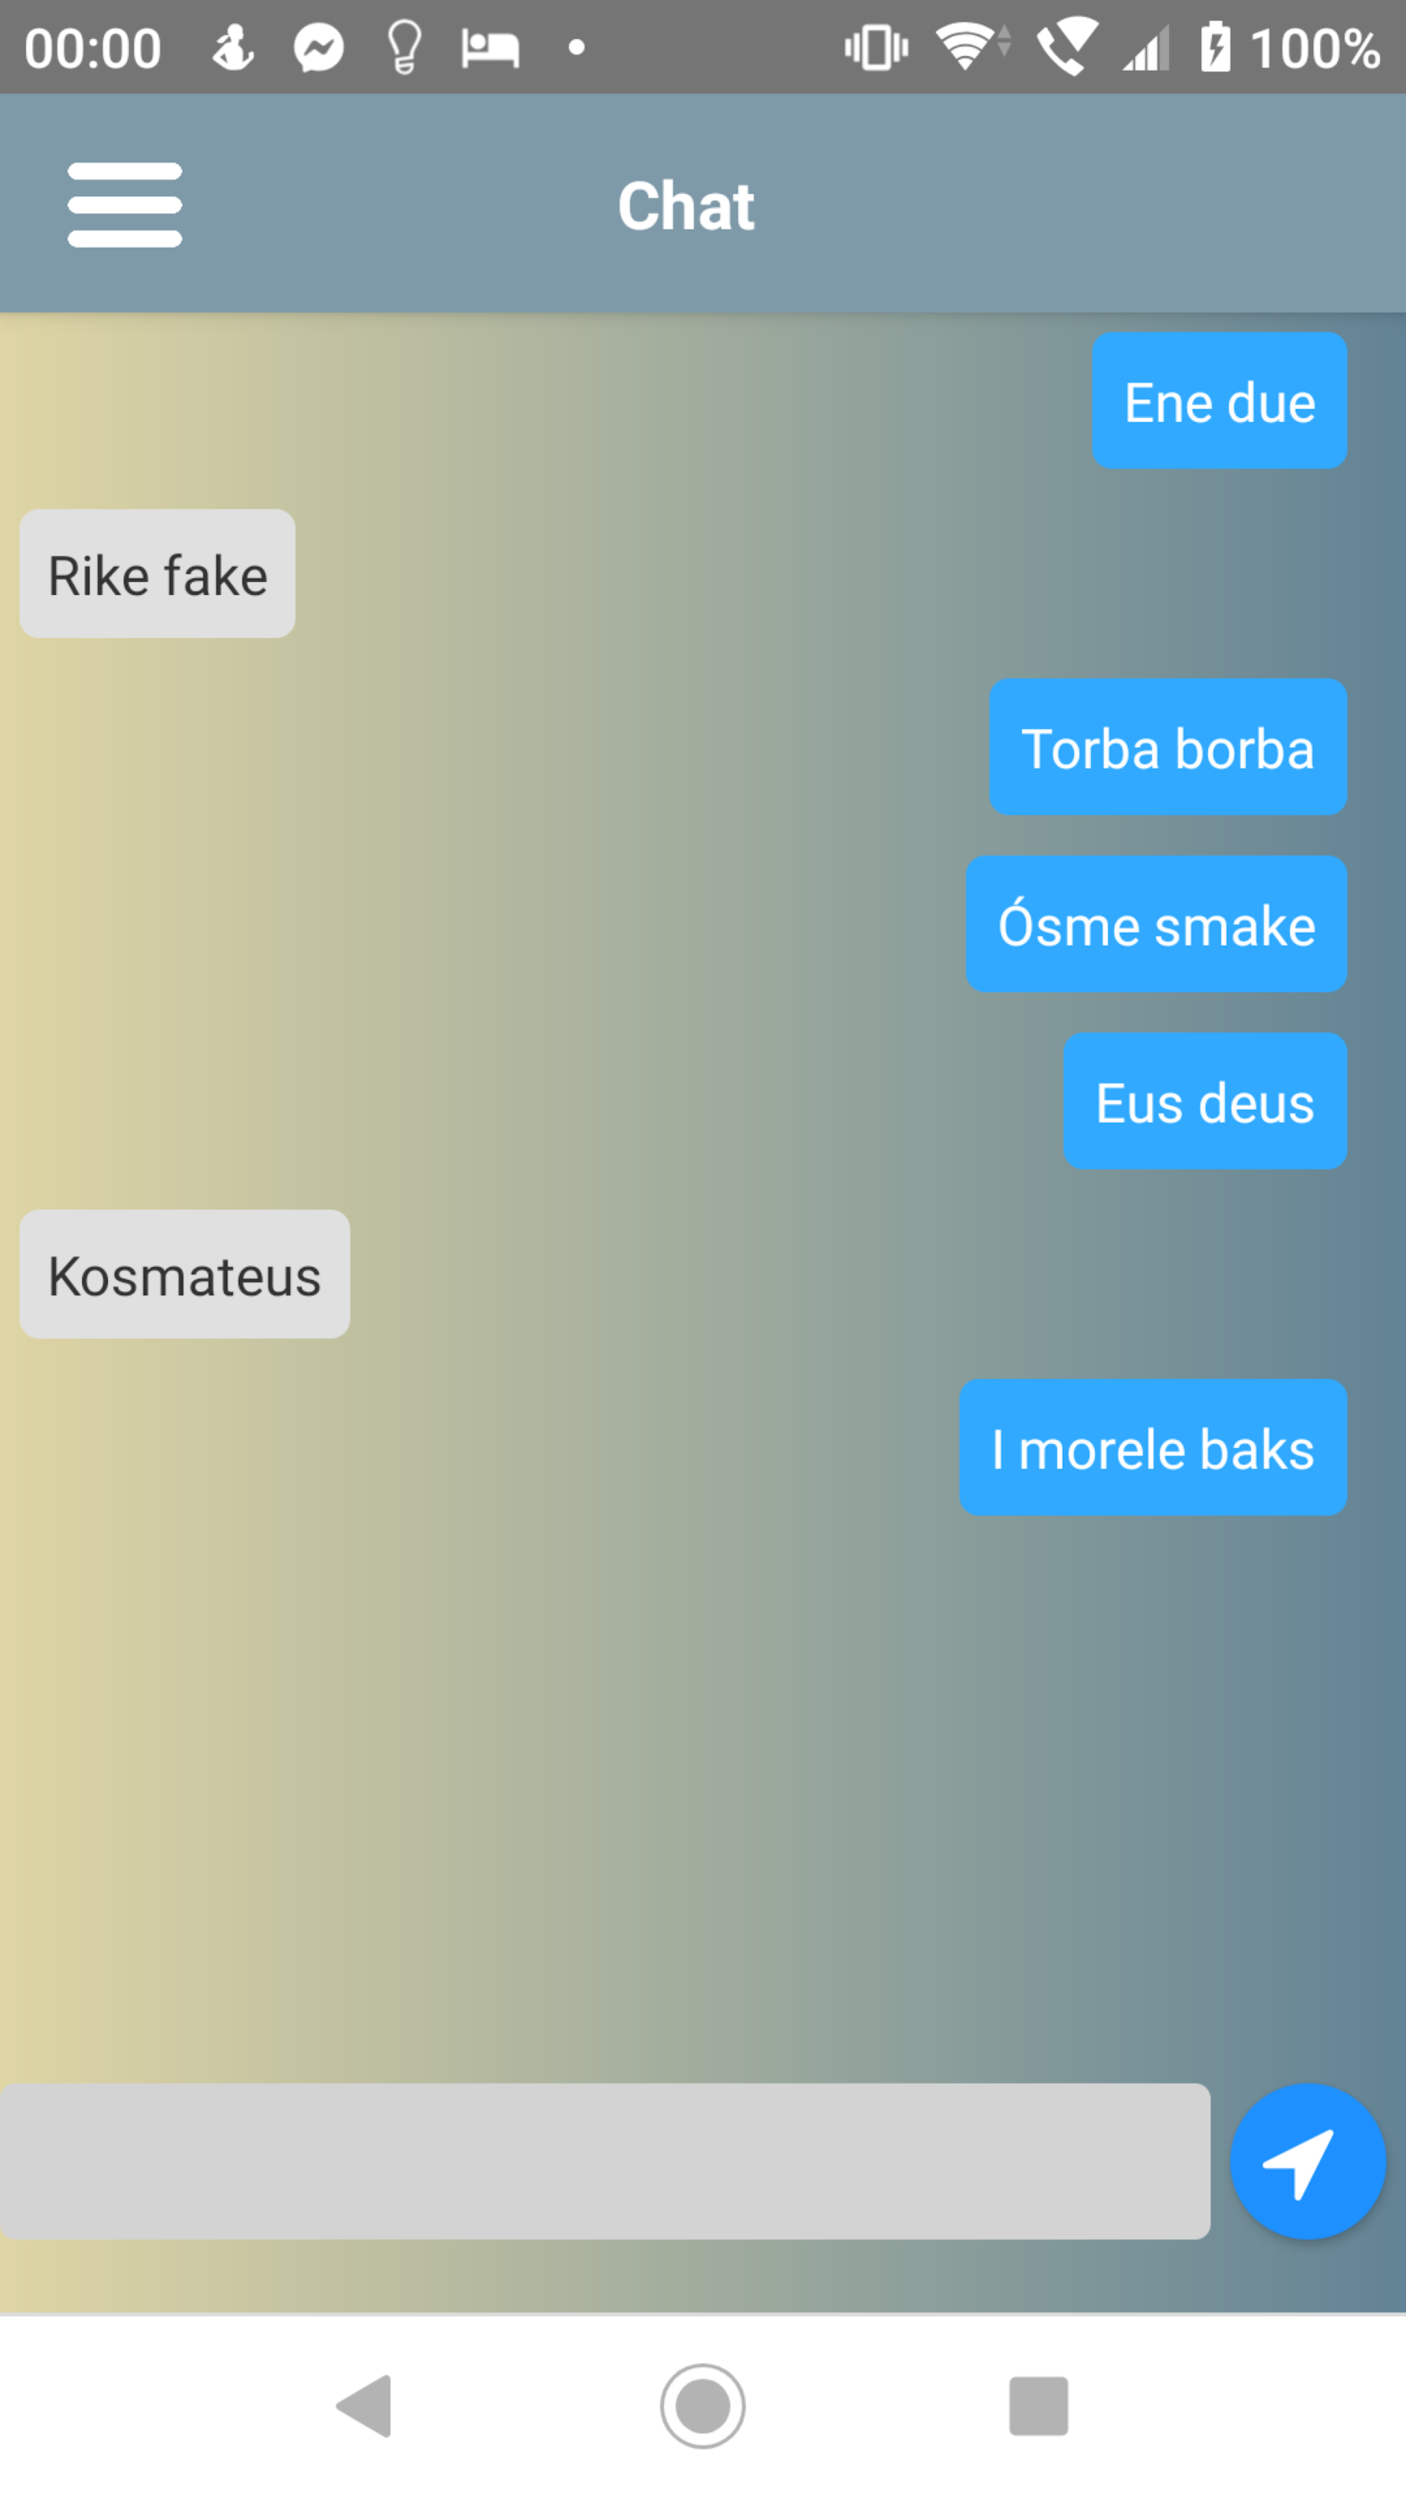 00:00 100%
Chat
Ene due
Rike fake
Torba borba
Ósme smake
Eus deus
Kosmateus
I morele baks